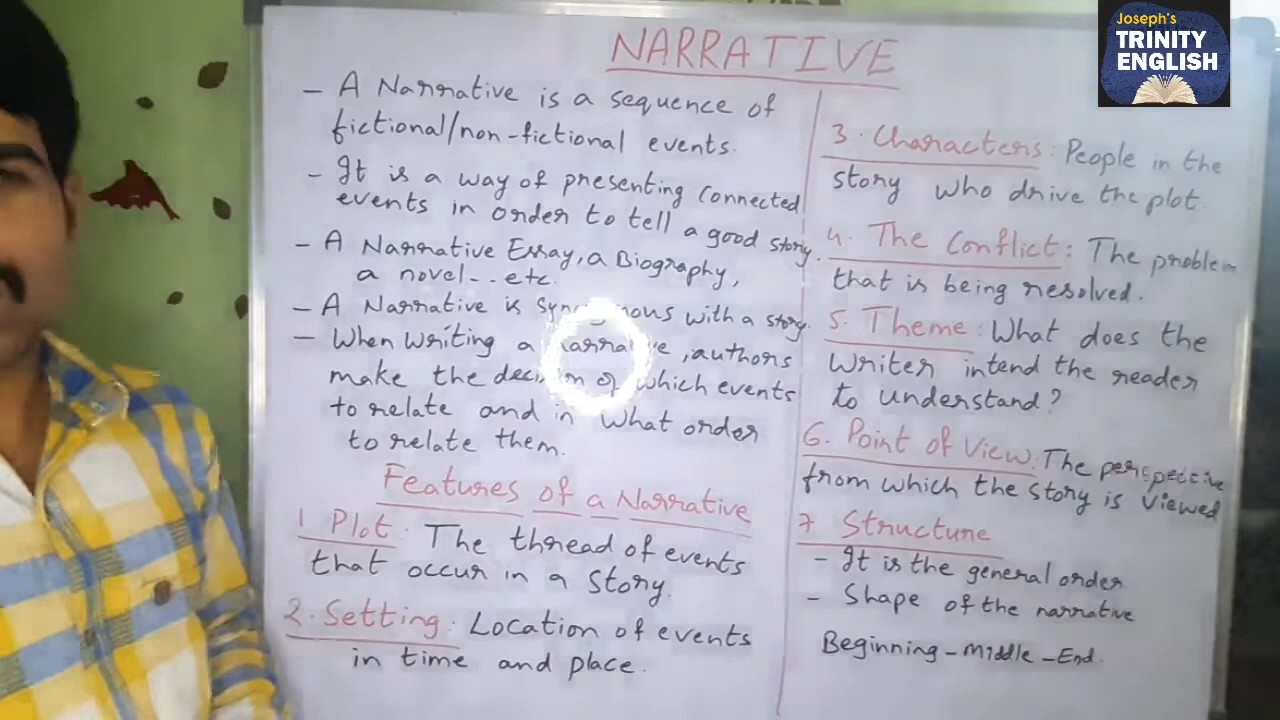 Joseph's
TRINITY
ENGLISH
NARRATIVE
- A Narrative is a sequence of
fictional/non-fictional events.
- It is a way of presenting connected
events in order to tell a good story.
- A Narrative Essay, a Biography,
a novel... etc.
- A Narrative is synonymous with a story.
- When writing a narrative, authors
make the decision of which events
to relate and in what order
to relate them.
Features of a Narrative
1 Plot: The thread of events
that occur in a story.
2. Setting: Location of events
in time and place.
3. Characters: People in the
story who drive the plot.
4. The Conflict: The problem
that is being resolved.
5. Theme: What does the
writer intend the reader
to understand?
6. Point of View: The perspective
from which the story is viewed
7 Structure
- It is the general order
- Shape of the narrative
Beginning - Middle - End.